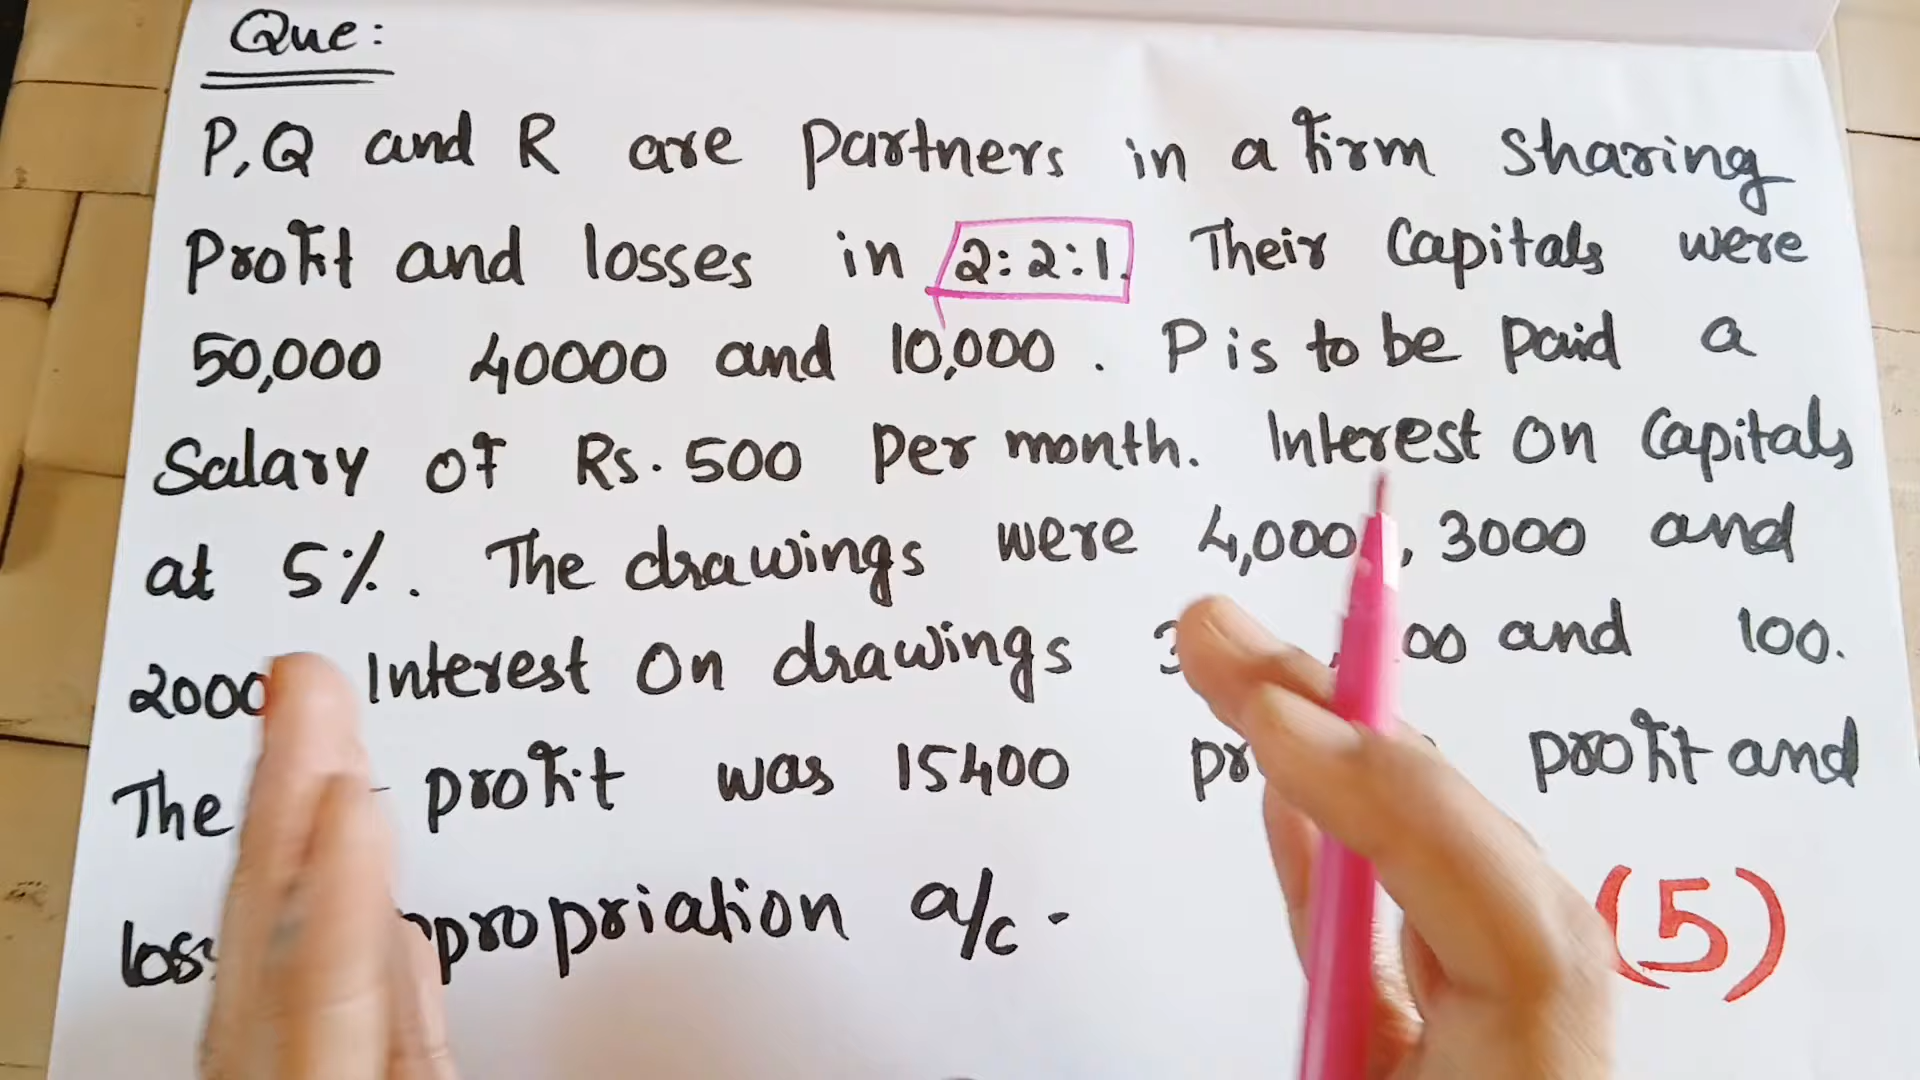 Que:
P,Q and R are partners in a firm sharing
Profit and losses in 2:2:1. Their Capitals were
50,000 40000 and 10,000. P is to be paid a
Salary of Rs. 500 Per month. Interest on Capitals
at 5%. The drawings were 4,000, 3000 and
2000 Interest on drawings and 100.
The profit was 15400 profit and
a/c -
(5)